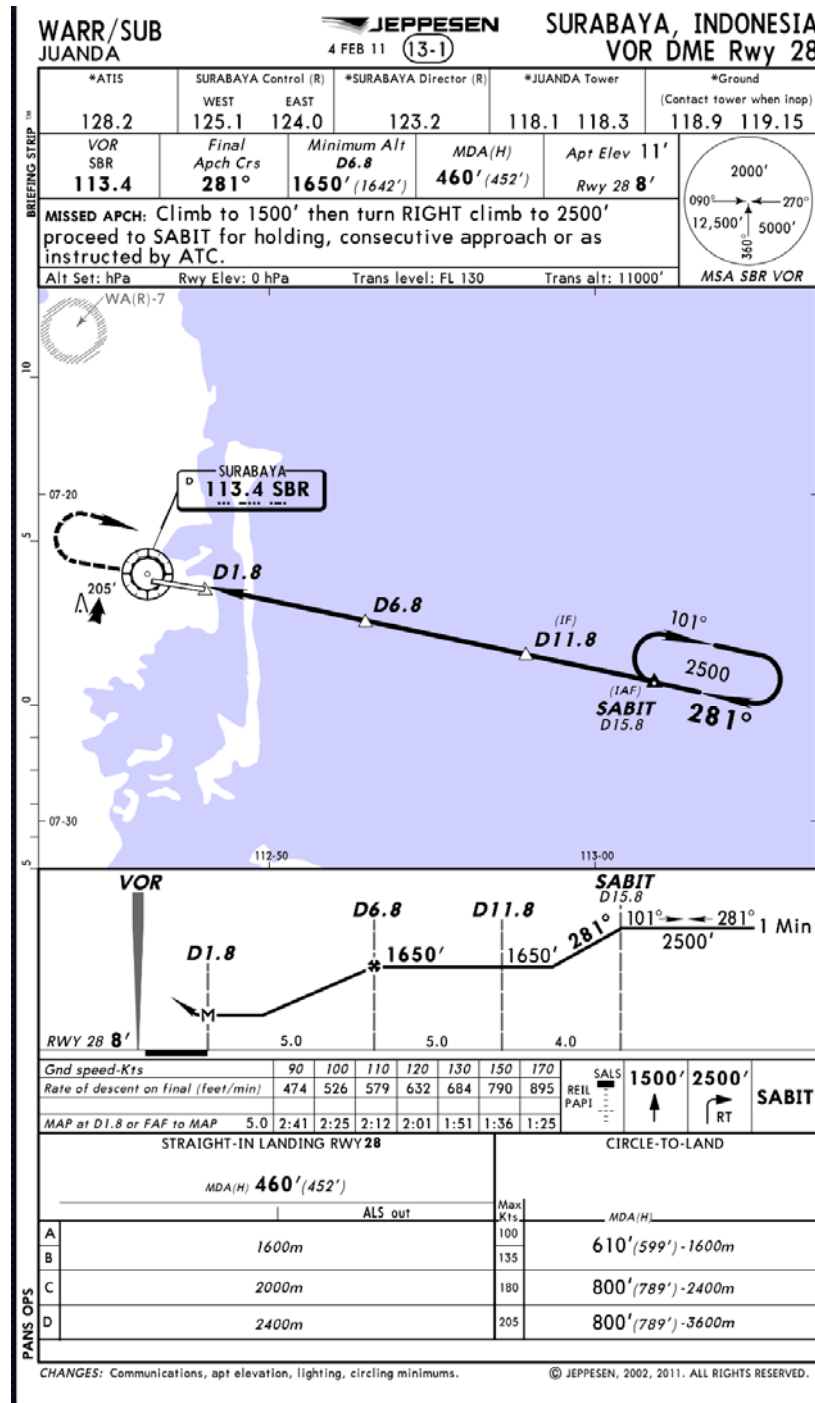 WARR/SUB
JUANDA
JEPPESEN
4 FEB 11 13-1
SURABAYA, INDONESIA
VOR DME Rwy 28
BRIEFING STRIP ™
*ATIS
128.2
SURABAYA Control (R)
WEST EAST
125.1 124.0
*SURABAYA Director (R)
123.2
*JUANDA Tower
118.1 118.3
*Ground
(Contact tower when inop)
118.9 119.15
VOR
SBR
113.4
Final
Apch Crs
281°
Minimum Alt
D6.8
1650' (1642')
MDA(H)
460' (452')
Apt Elev 11'
Rwy 28 8'
2000'
090° 270°
12,500' 5000'
360°
MSA SBR VOR
MISSED APCH: Climb to 1500' then turn RIGHT climb to 2500'
proceed to SABIT for holding, consecutive approach or as
instructed by ATC.
Alt Set: hPa Rwy Elev: 0 hPa Trans level: FL 130 Trans alt: 11000'
WA(R)-7
10
SURABAYA
D 113.4 SBR
07-20
5
D1.8
205'
D6.8
(IF)
D11.8
101°
2500
(IAF)
SABIT
D15.8
281°
0
07-30
5
112-50 113-00
VOR
SABIT
D15.8
D6.8 D11.8
101° 281° 1 Min
2500'
281°
D1.8
1650' 1650'
M
RWY 28 8' 5.0 5.0 4.0
Gnd speed-Kts 90 100 110 120 130 150 170
Rate of descent on final (feet/min) 474 526 579 632 684 790 895
MAP at D1.8 or FAF to MAP 5.0 2:41 2:25 2:12 2:01 1:51 1:36 1:25
SALS
REIL
PAPI
1500' 2500'
RT
SABIT
STRAIGHT-IN LANDING RWY 28 CIRCLE-TO-LAND
MDA(H) 460' (452')
ALS out
Max
Kts
MDA(H)
A 1600m 100 610' (599') -1600m
B 135
C 2000m 180 800' (789') -2400m
D 2400m 205 800' (789') -3600m
PANS OPS
CHANGES: Communications, apt elevation, lighting, circling minimums. © JEPPESEN, 2002, 2011. ALL RIGHTS RESERVED.